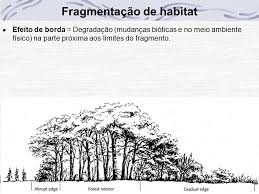 Fragmentação de habitat
Efeito de borda = Degradação (mudanças bióticas e no meio ambiente
físico) na parte próxima aos limites do fragmento.
Abrupt edge
Forest interior
Gradual edge